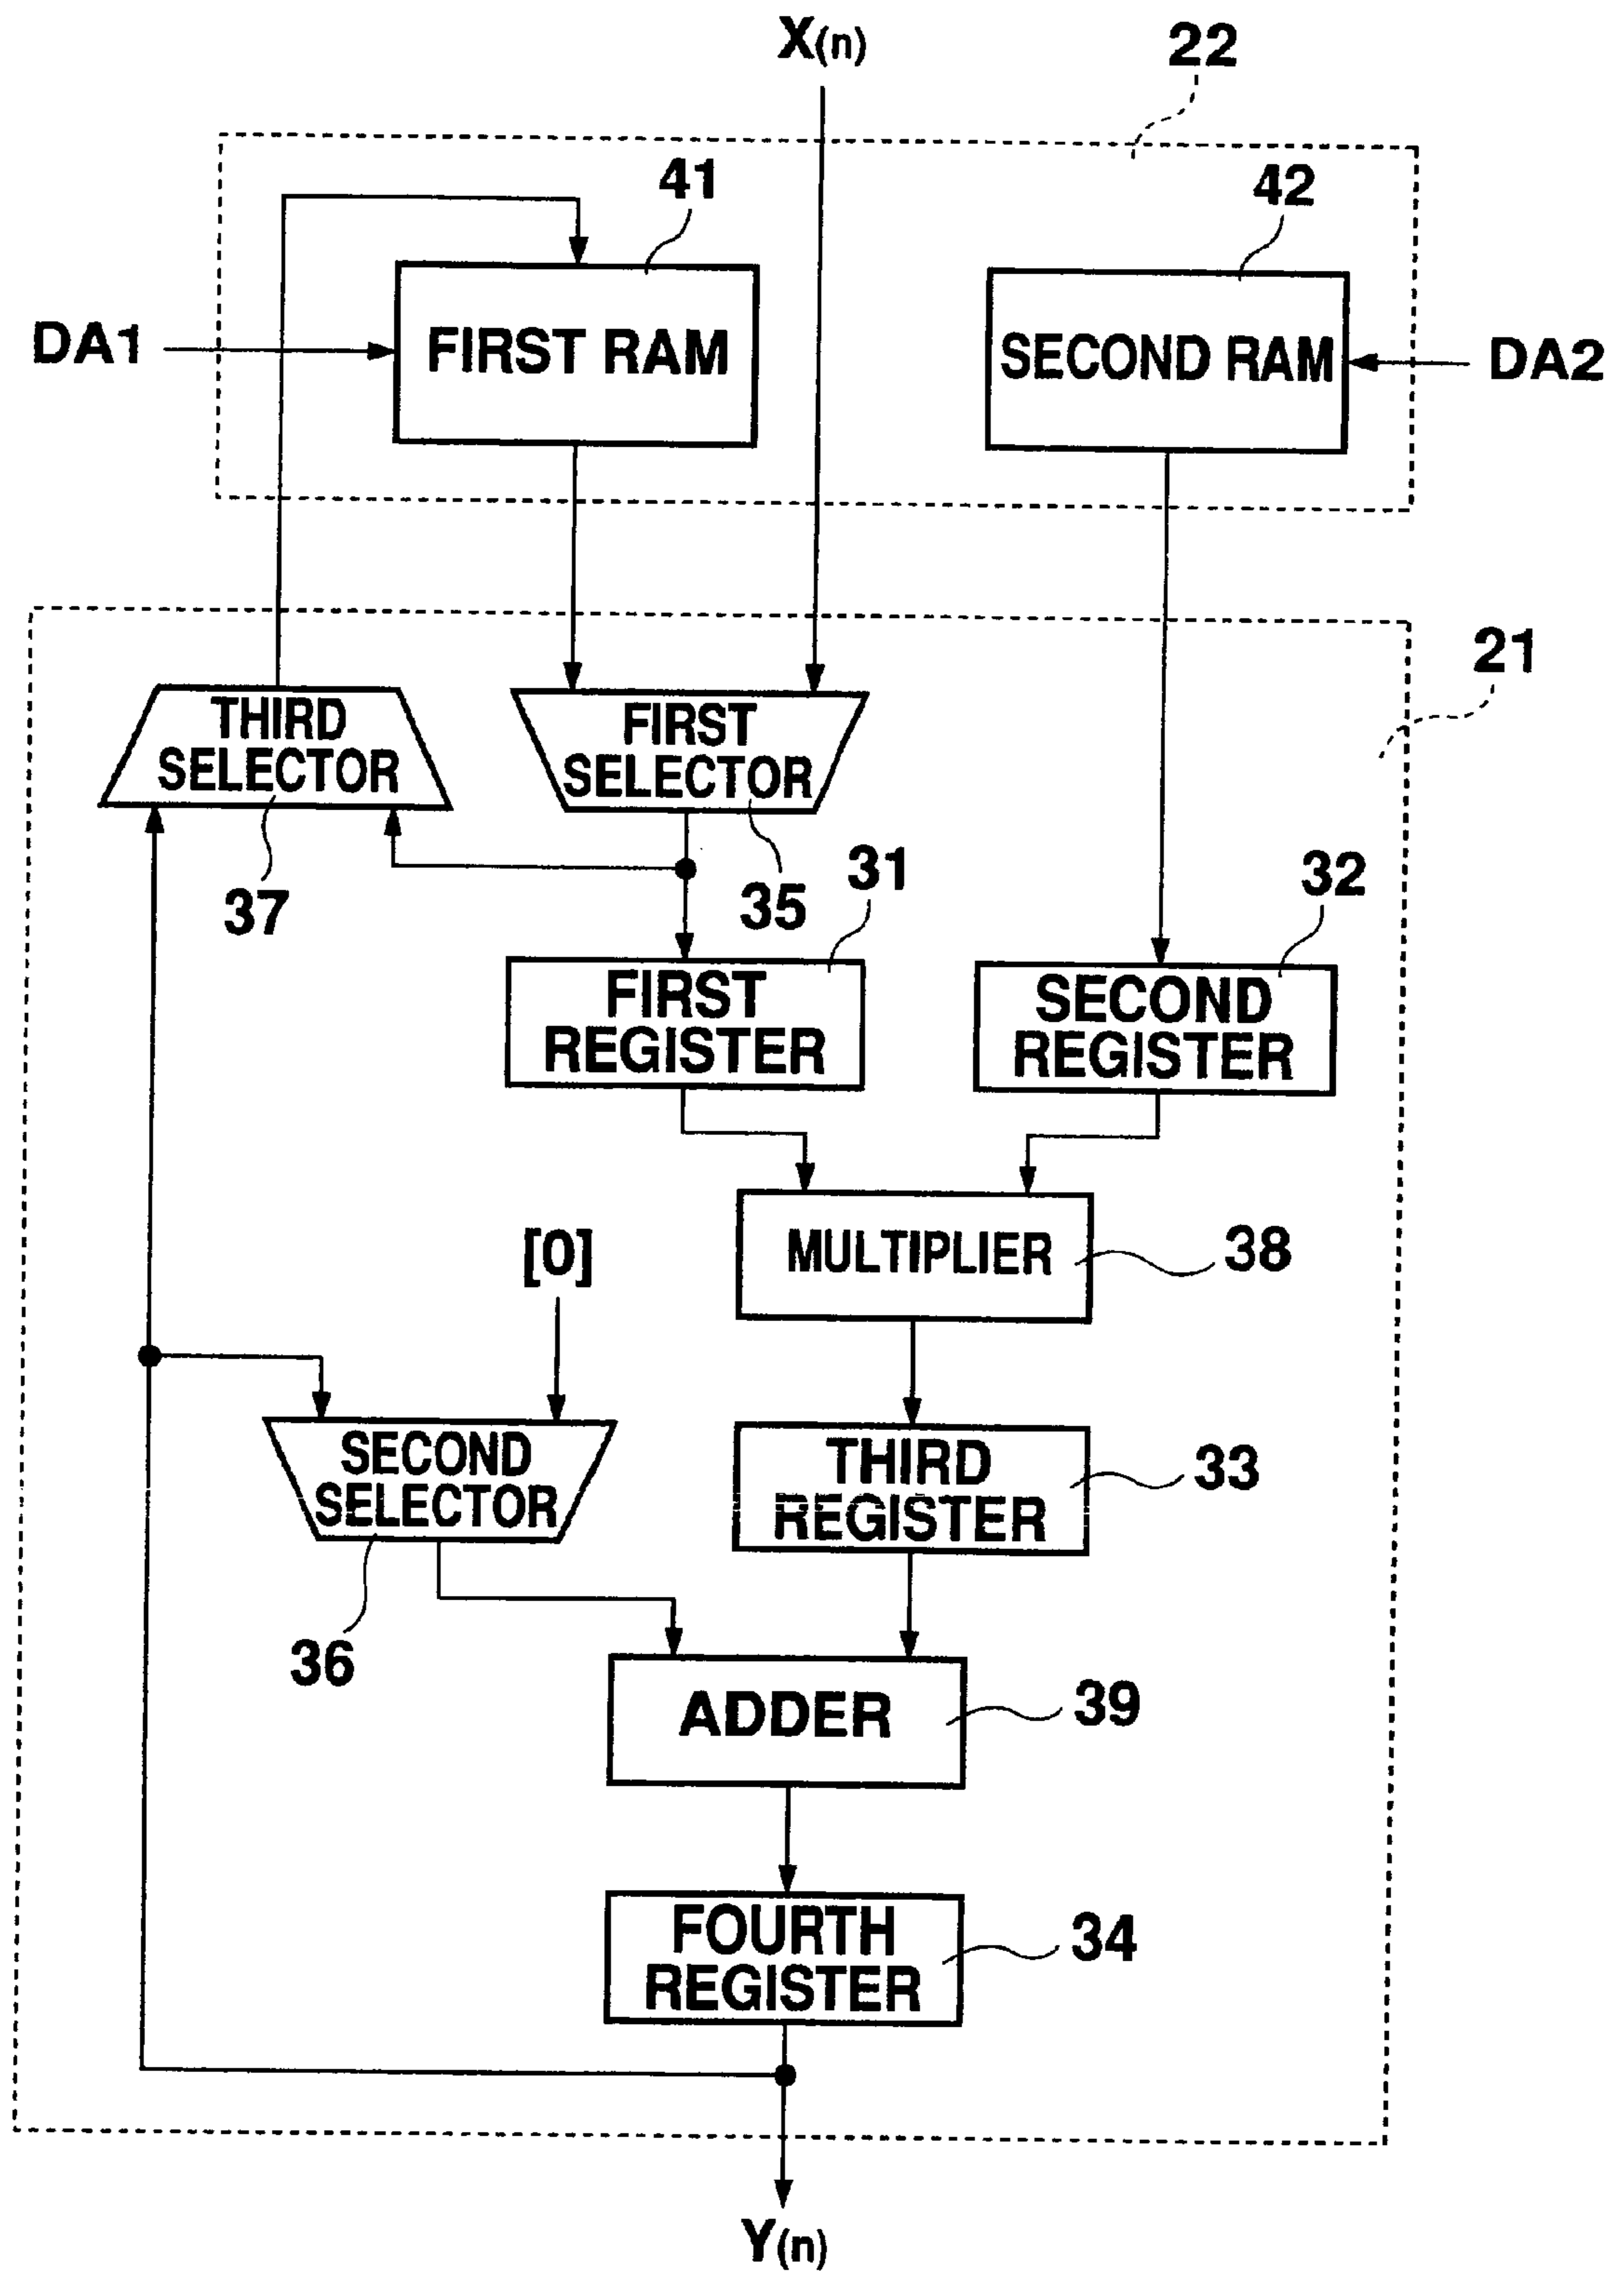 X(n)
22
41
42
DA1
FIRST RAM
SECOND RAM
DA2
21
THIRD
SELECTOR
FIRST
SELECTOR
37
35
31
32
FIRST
REGISTER
SECOND
REGISTER
[0]
MULTIPLIER
38
SECOND
SELECTOR
THIRD
REGISTER
33
36
ADDER
39
FOURTH
REGISTER
34
Y(n)